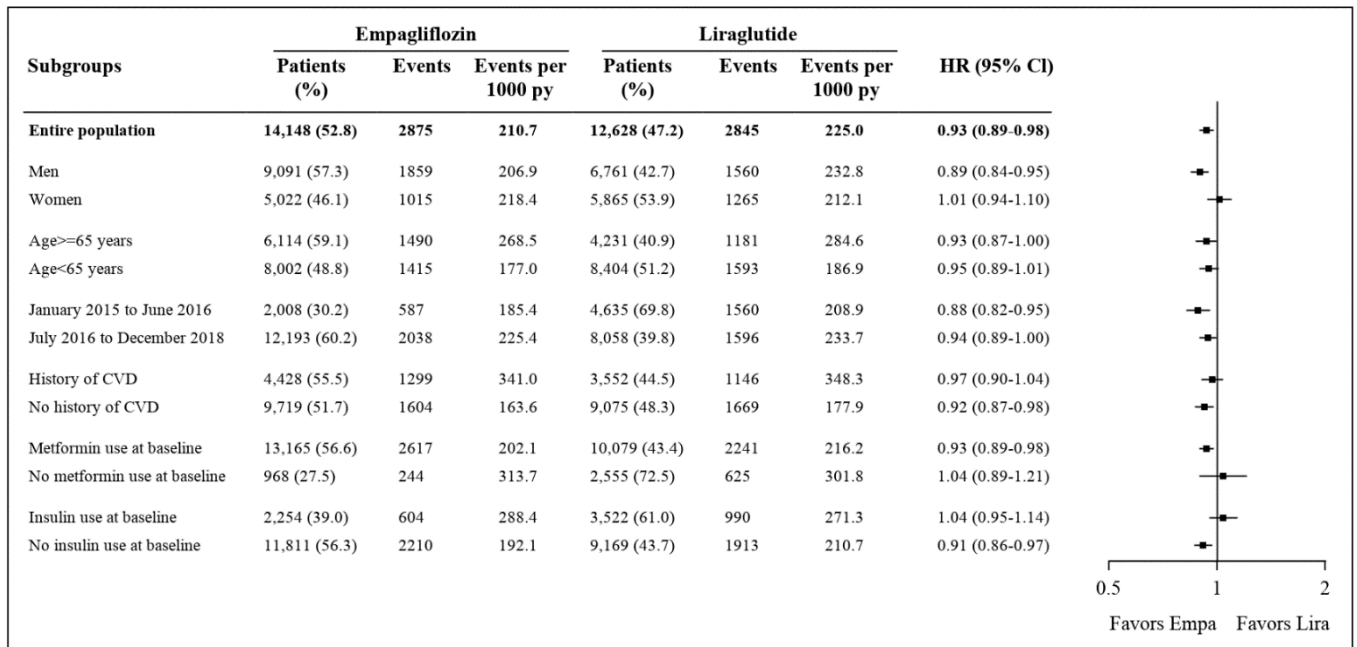 Empagliflozin Liraglutide
Subgroups Patients Events Events per Patients Events Events per HR (95% Cl)
(%) 1000 py (%) 1000 py
Entire population 14,148 (52.8) 2875 210.7 12,628 (47.2) 2845 225.0 0.93 (0.89-0.98)
Men 9,091 (57.3) 1859 206.9 6,761 (42.7) 1560 232.8 0.89 (0.84-0.95)
Women 5,022 (46.1) 1015 218.4 5,865 (53.9) 1265 212.1 1.01 (0.94-1.10)
Age>=65 years 6,114 (59.1) 1490 268.5 4,231 (40.9) 1181 284.6 0.93 (0.87-1.00)
Age<65 years 8,002 (48.8) 1415 177.0 8,404 (51.2) 1593 186.9 0.95 (0.89-1.01)
January 2015 to June 2016 2,008 (30.2) 587 185.4 4,635 (69.8) 1560 208.9 0.88 (0.82-0.95)
July 2016 to December 2018 12,193 (60.2) 2038 225.4 8,058 (39.8) 1596 233.7 0.94 (0.89-1.00)
History of CVD 4,428 (55.5) 1299 341.0 3,552 (44.5) 1146 348.3 0.97 (0.90-1.04)
No history of CVD 9,719 (51.7) 1604 163.6 9,075 (48.3) 1669 177.9 0.92 (0.87-0.98)
Metformin use at baseline 13,165 (56.6) 2617 202.1 10,079 (43.4) 2241 216.2 0.93 (0.89-0.98)
No metformin use at baseline 968 (27.5) 244 313.7 2,555 (72.5) 625 301.8 1.04 (0.89-1.21)
Insulin use at baseline 2,254 (39.0) 604 288.4 3,522 (61.0) 990 271.3 1.04 (0.95-1.14)
No insulin use at baseline 11,811 (56.3) 2210 192.1 9,169 (43.7) 1913 210.7 0.91 (0.86-0.97)
0.5 1 2
Favors Empa Favors Lira